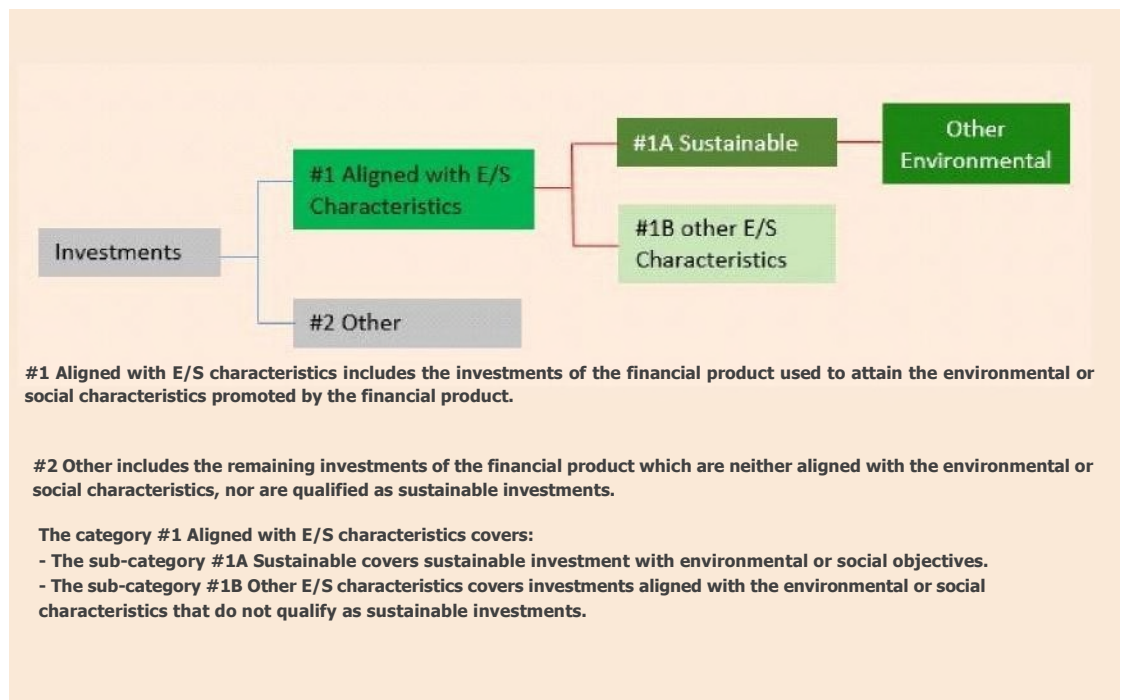 Other
Environmental
#1A Sustainable
#1 Aligned with E/S
Characteristics
#1B other E/S
Characteristics
Investments
#2 Other
#1 Aligned with E/S characteristics includes the investments of the financial product used to attain the environmental or
social characteristics promoted by the financial product.
#2 Other includes the remaining investments of the financial product which are neither aligned with the environmental or
social characteristics, nor are qualified as sustainable investments.
The category #1 Aligned with E/S characteristics covers:
- The sub-category #1A Sustainable covers sustainable investment with environmental or social objectives.
- The sub-category #1B Other E/S characteristics covers investments aligned with the environmental or social
characteristics that do not qualify as sustainable investments.